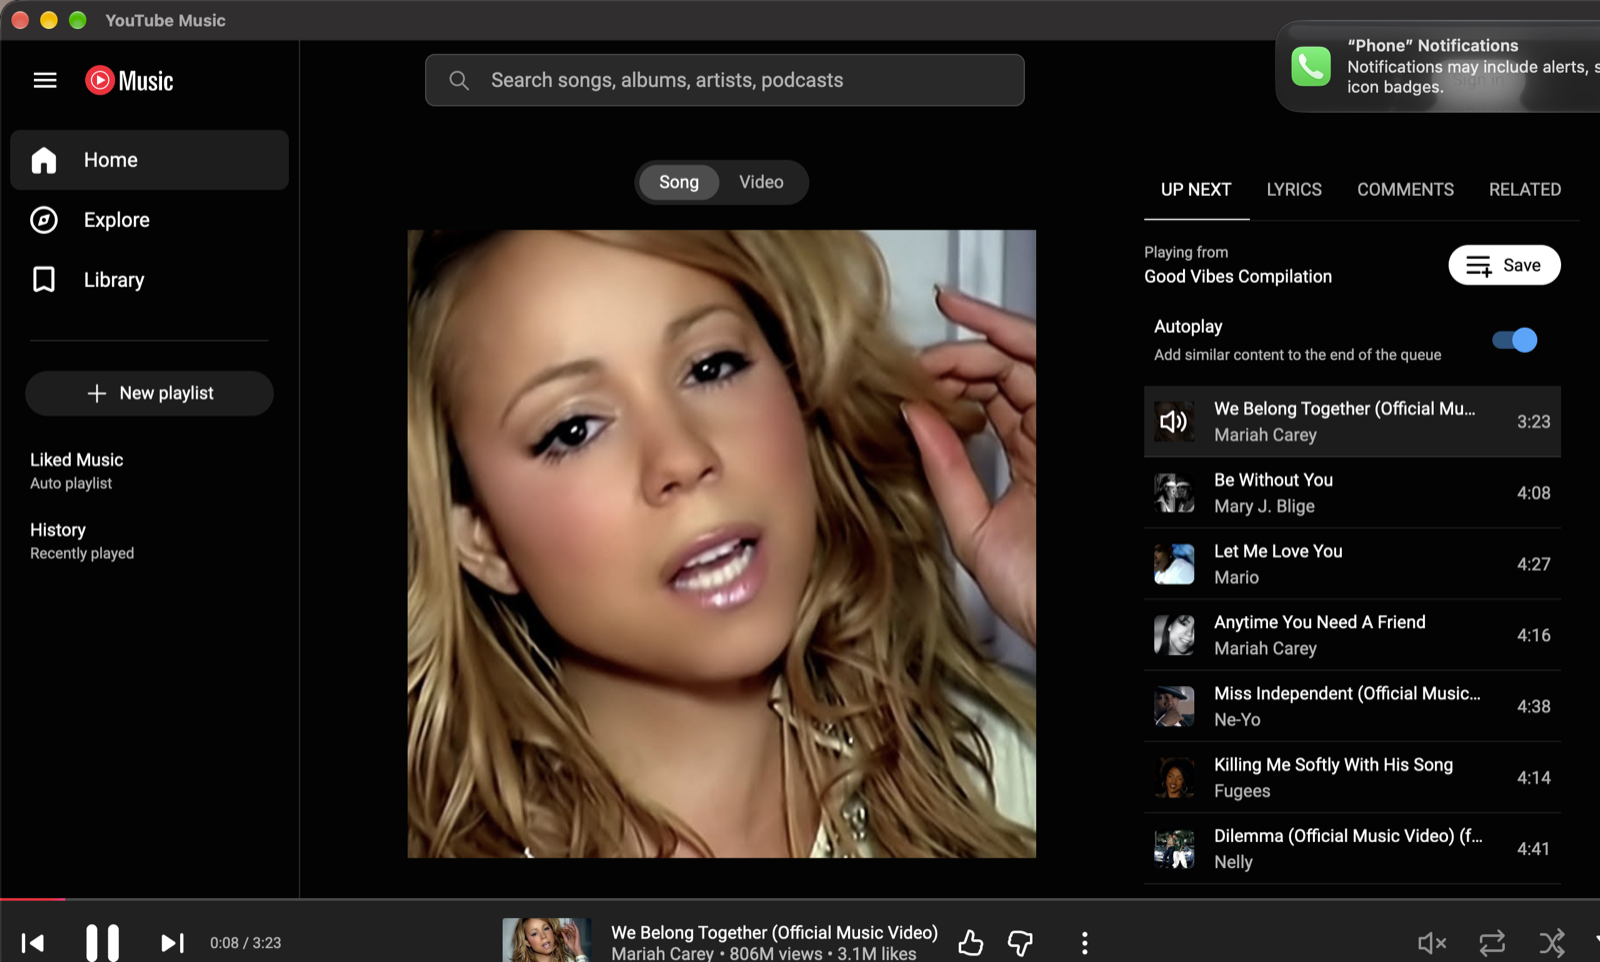 YouTube Music
"Phone" Notifications
Notifications may include alerts, s
icon badges.
Music
Search songs, albums, artists, podcasts
Home
Explore
Library
New playlist
Liked Music
Auto playlist
History
Recently played
Song Video
UP NEXT LYRICS COMMENTS RELATED
Playing from
Good Vibes Compilation
Save
Autoplay
Add similar content to the end of the queue
We Belong Together (Official Mu...
Mariah Carey
3:23
Be Without You
Mary J. Blige
4:08
Let Me Love You
Mario
4:27
Anytime You Need A Friend
Mariah Carey
4:16
Miss Independent (Official Music...
Ne-Yo
4:38
Killing Me Softly With His Song
Fugees
4:14
Dilemma (Official Music Video) (f...
Nelly
4:41
0:08 / 3:23
We Belong Together (Official Music Video)
Mariah Carey • 806M views • 3.1M likes